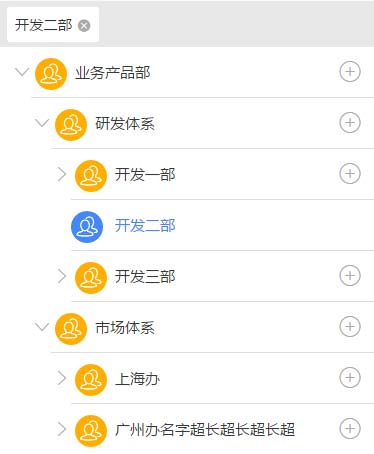 开发二部
业务产品部
研发体系
开发一部
开发二部
开发三部
市场体系
上海办
广州办名字超长超长超长超